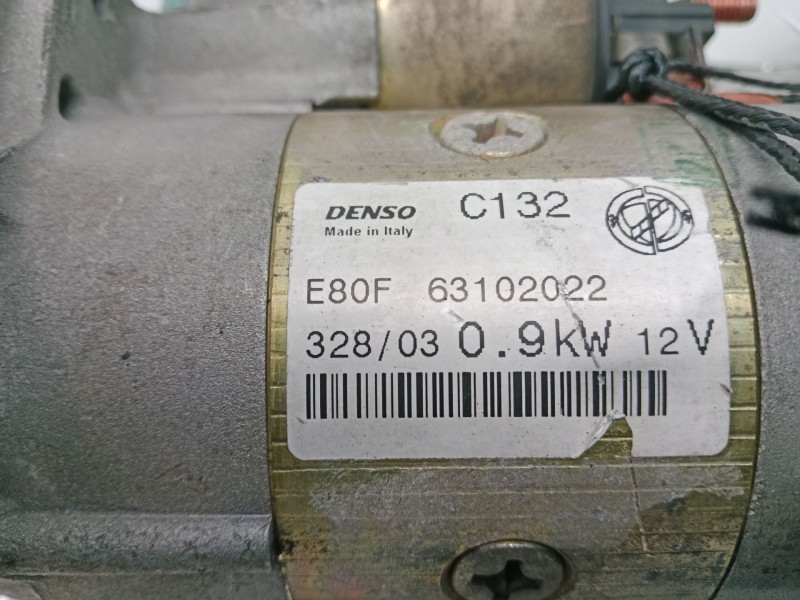 DENSO C132
Made in Italy
E80F 63102022
328/03 0.9kW 12V